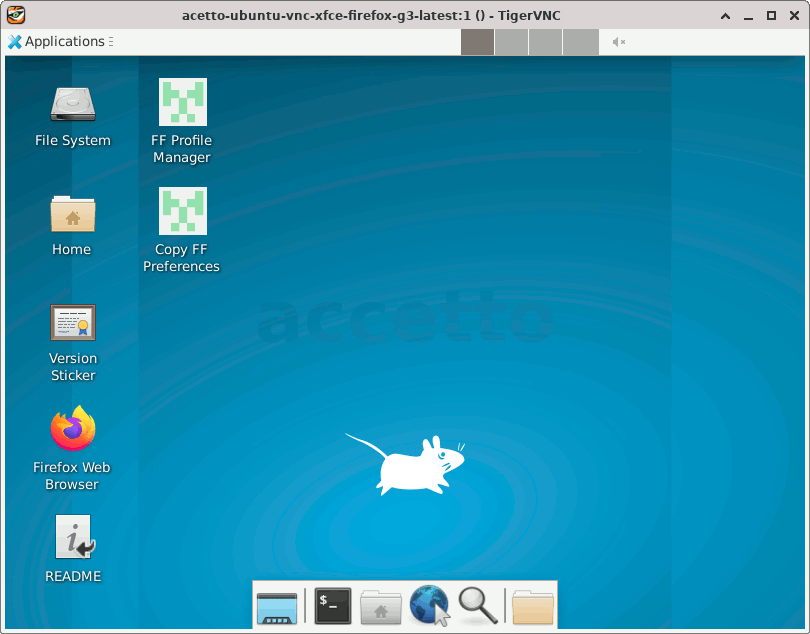 acetto-ubuntu-vnc-xfce-firefox-g3-latest:1 () - TigerVNC
Applications
File System
FF Profile
Manager
Home
Copy FF
Preferences
accetto
Version
Sticker
Firefox Web
Browser
README
$_